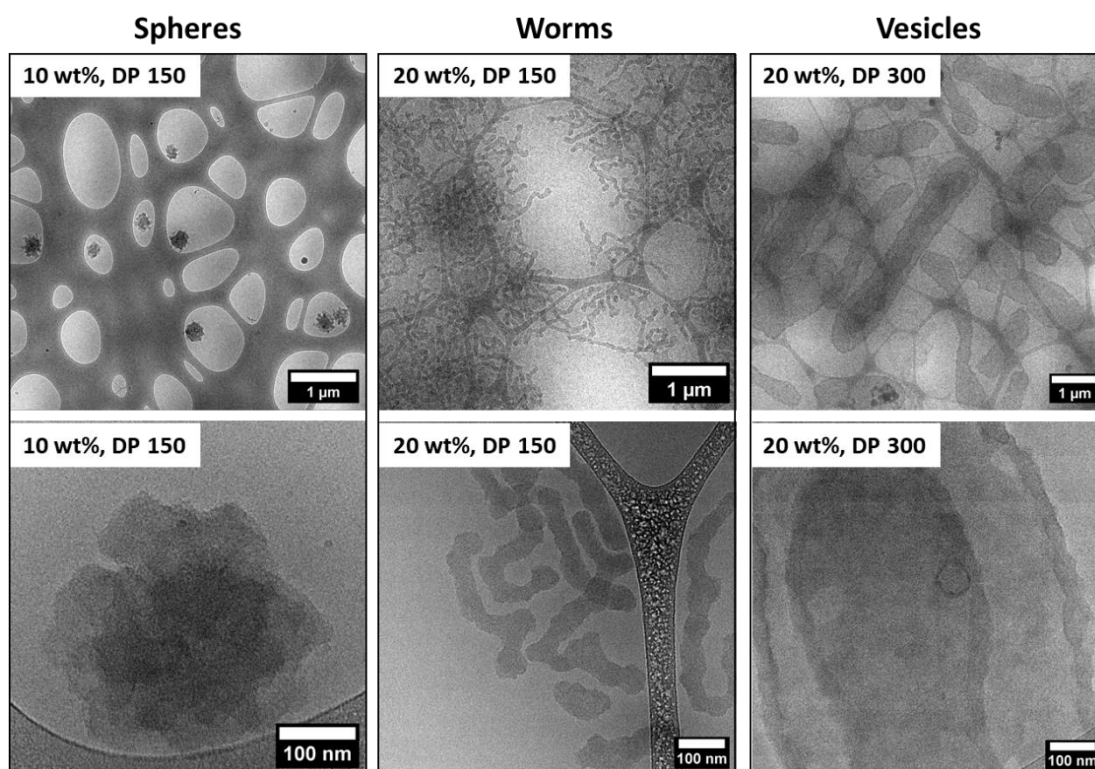 Spheres
Worms
Vesicles
10 wt%, DP 150
20 wt%, DP 150
20 wt%, DP 300
1 µm
1 µm
1 µm
10 wt%, DP 150
20 wt%, DP 150
20 wt%, DP 300
100 nm
100 nm
100 nm